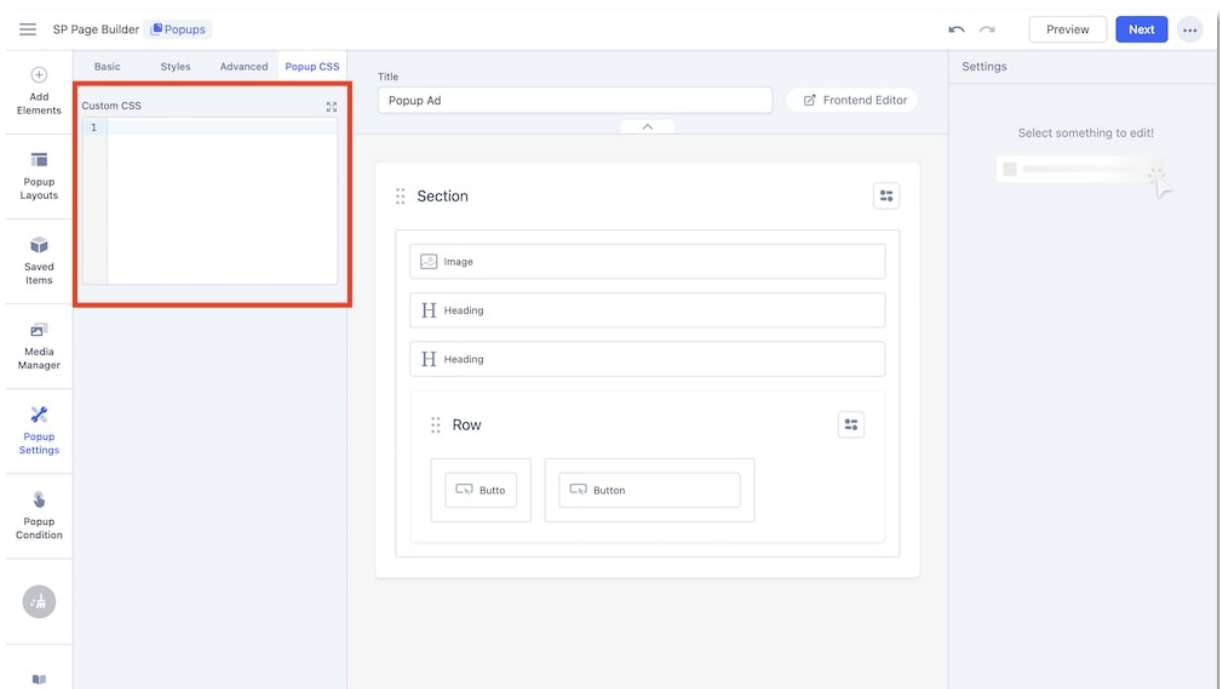 SP Page Builder Popups
Preview
Next
Add
Elements
Popup
Layouts
Saved
Items
Media
Manager
Popup
Settings
Popup
Condition
Basic Styles Advanced Popup CSS
Custom CSS
1
Title
Popup Ad
Frontend Editor
Section
Image
H Heading
H Heading
Row
Butto
Button
Settings
Select something to edit!